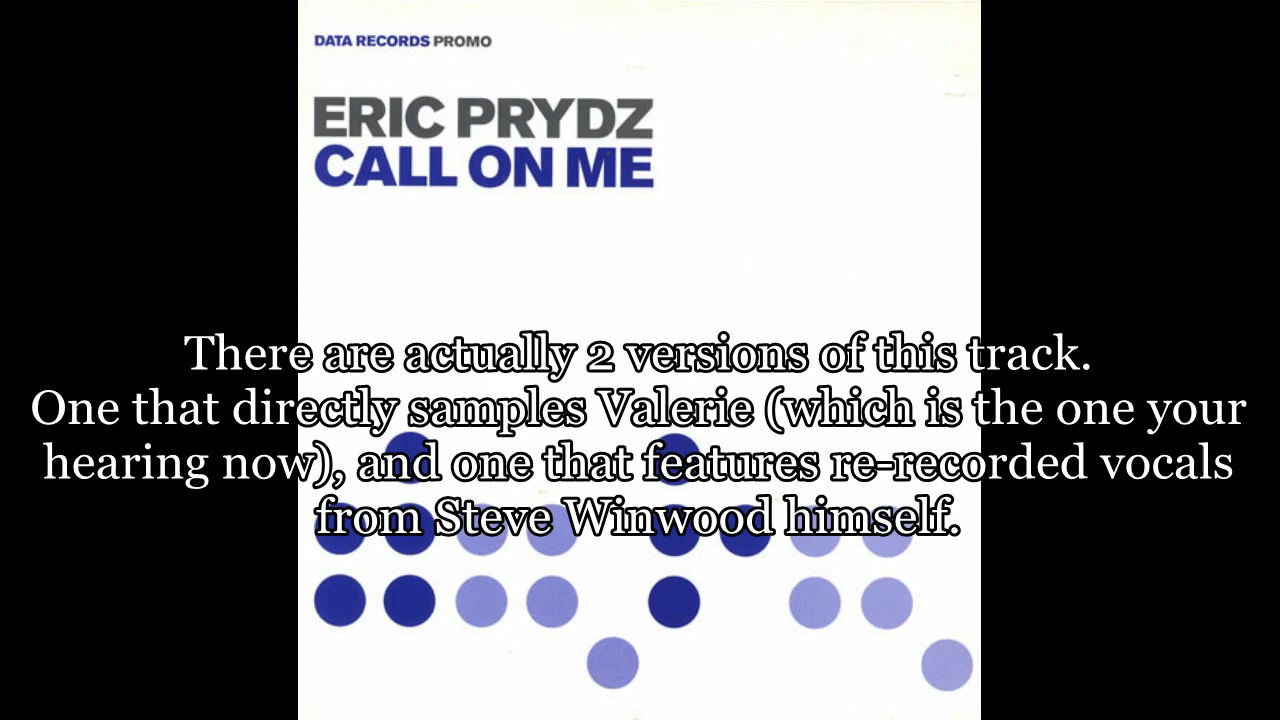 DATA RECORDS PROMO
ERIC PRYDZ
CALL ON ME
There are actually 2 versions of this track.
One that directly samples Valerie (which is the one your
hearing now), and one that features re-recorded vocals
from Steve Winwood himself.